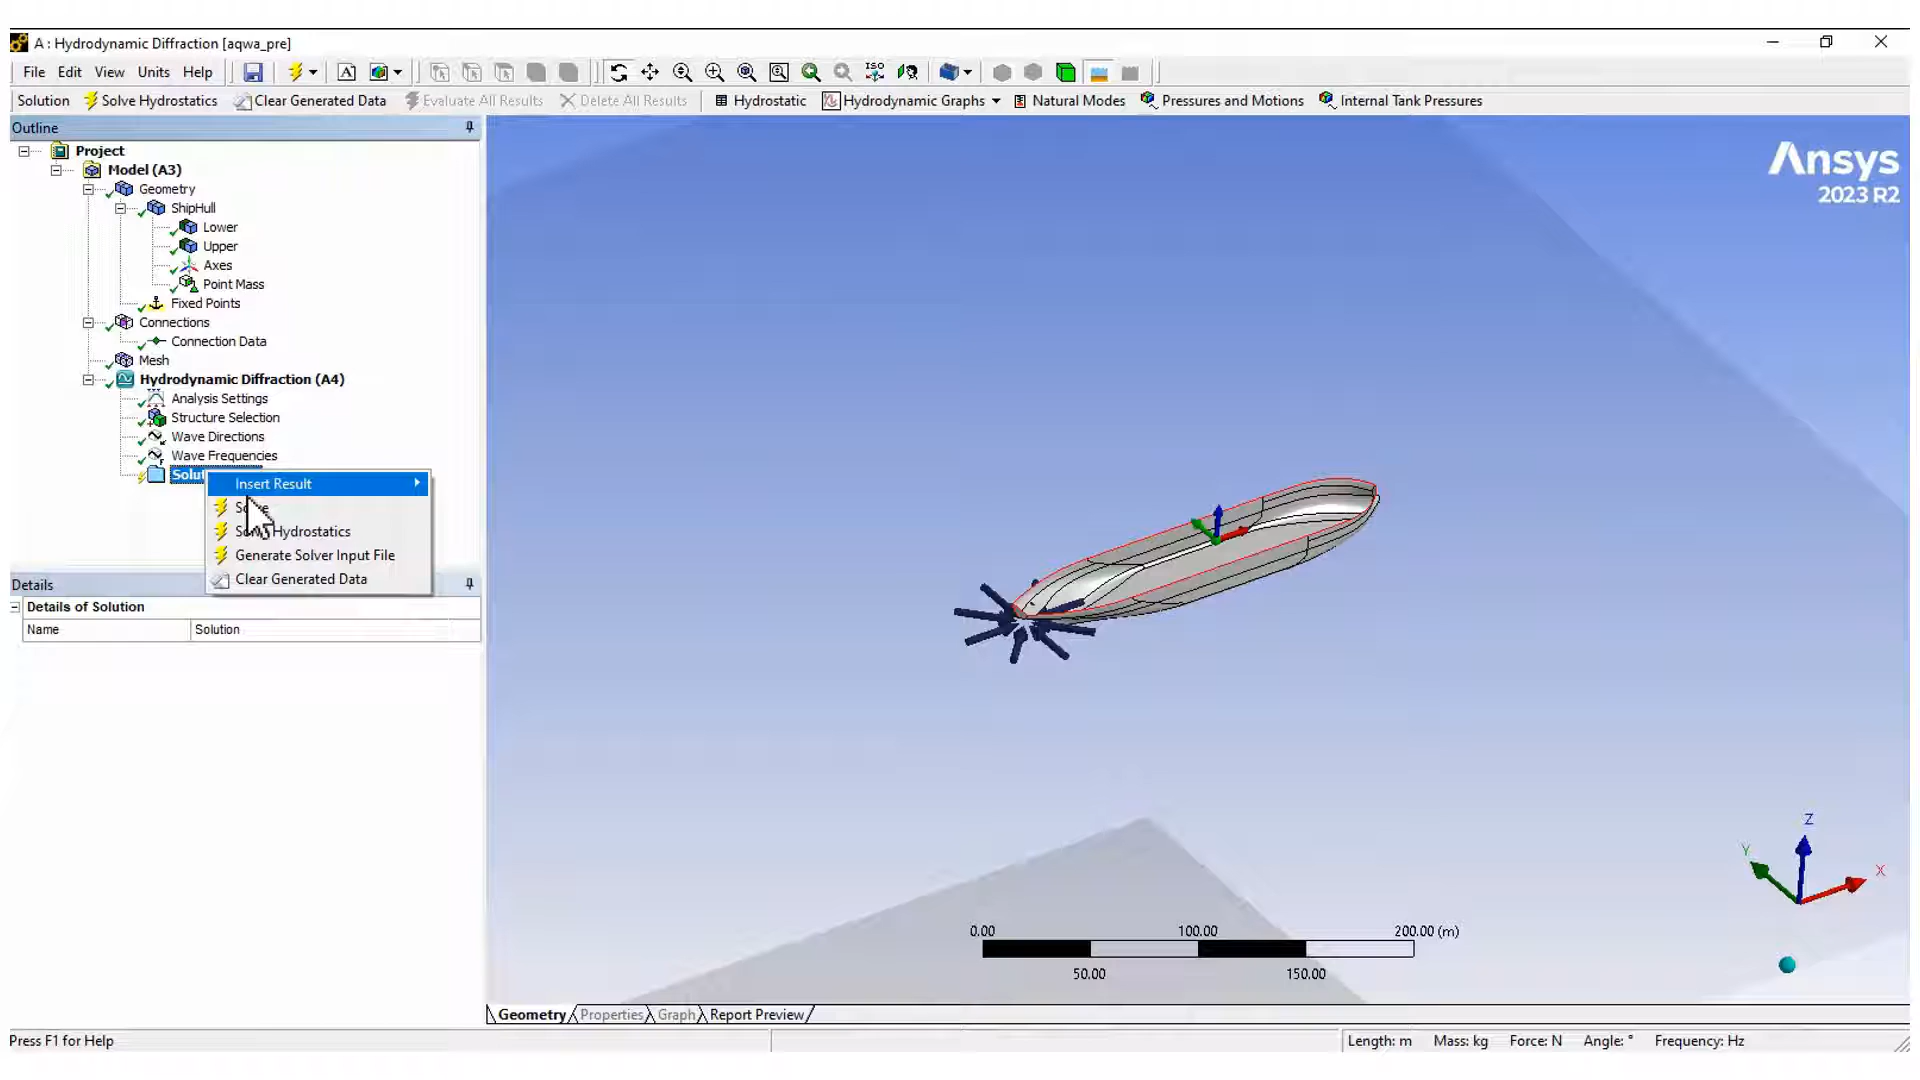 A : Hydrodynamic Diffraction [aqwa_pre]
File Edit View Units Help
Solution Solve Hydrostatics Clear Generated Data Evaluate All Results Delete All Results Hydrostatic Hydrodynamic Graphs Natural Modes Pressures and Motions Internal Tank Pressures
Outline
Project
Model (A3)
Geometry
ShipHull
Lower
Upper
Axes
Point Mass
Fixed Points
Connections
Connection Data
Mesh
Hydrodynamic Diffraction (A4)
Analysis Settings
Structure Selection
Wave Directions
Wave Frequencies
Insert Result
Hydrostatics
Generate Solver Input File
Clear Generated Data
Details
Details of Solution
Name Solution
Ansys
2023 R2
ISO
A
Z
Y
X
0.00 100.00 200.00 (m)
50.00 150.00
Geometry Properties Graph Report Preview
Press F1 for Help
Length: m Mass: kg Force: N Angle: ° Frequency: Hz